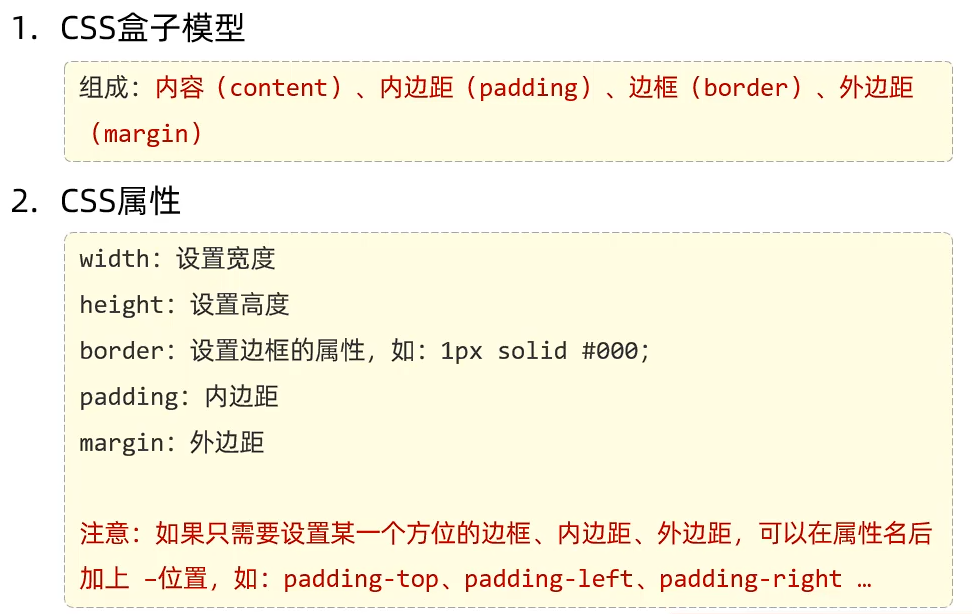 1. CSS盒子模型
组成：内容（content）、内边距（padding）、边框（border）、外边距
（margin）
2. CSS属性
width：设置宽度
height：设置高度
border：设置边框的属性，如：1px solid #000;
padding：内边距
margin：外边距
注意：如果只需要设置某一个方位的边框、内边距、外边距，可以在属性名后
加上 –位置，如：padding-top、padding-left、padding-right …